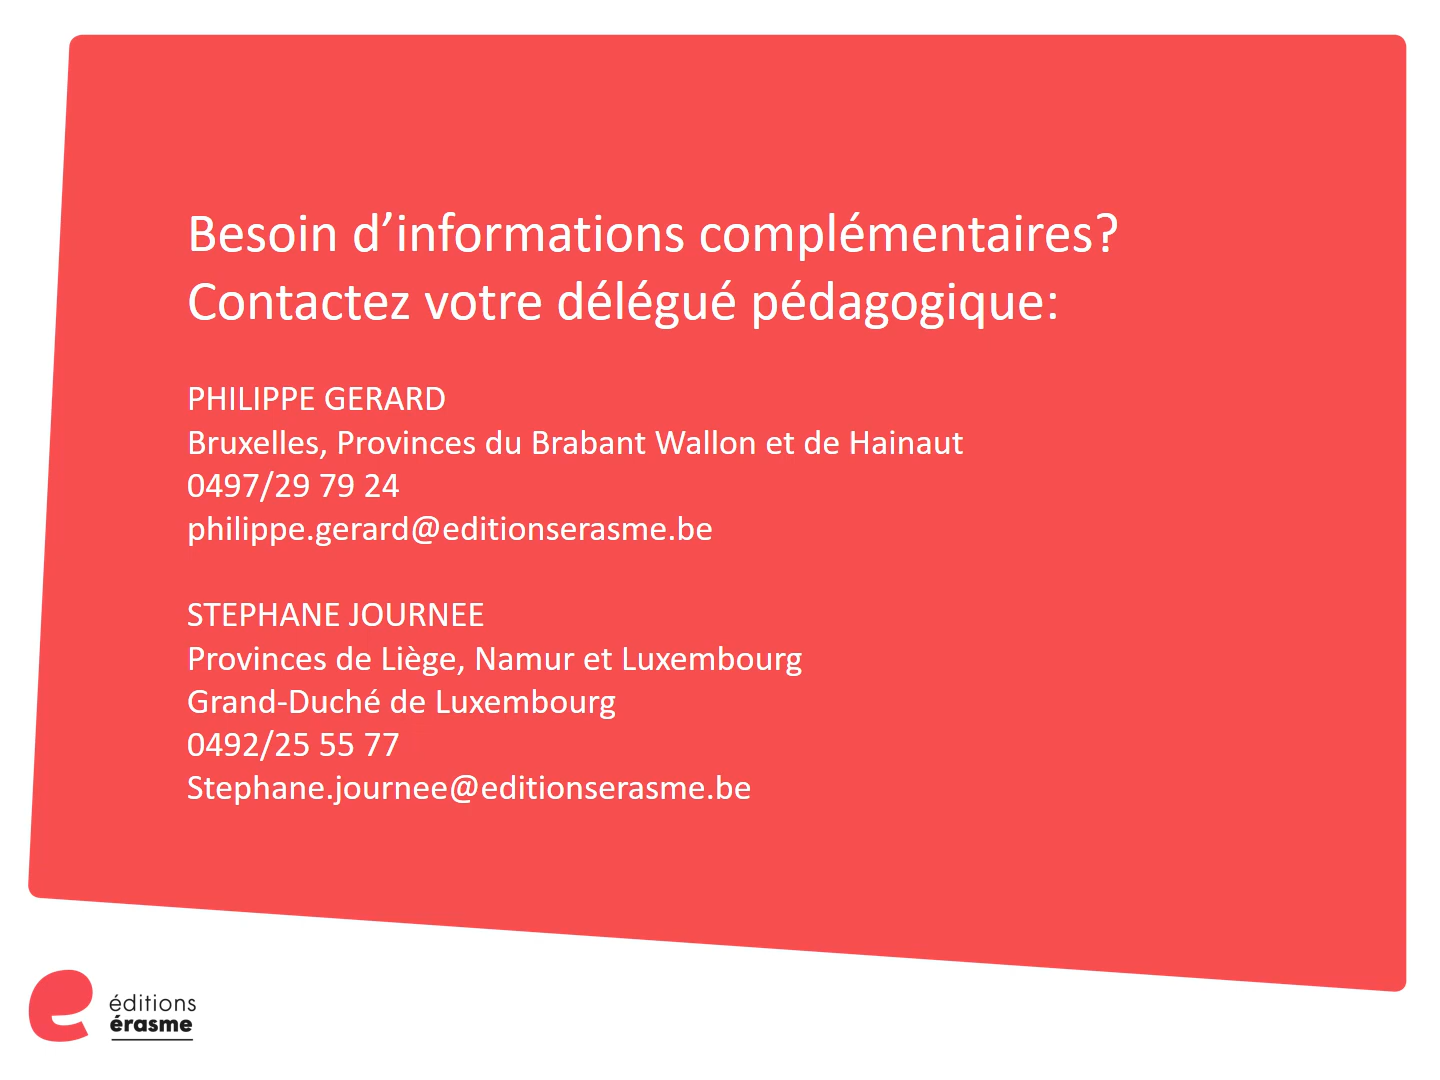 Besoin d’informations complémentaires?
Contactez votre délégué pédagogique:
PHILIPPE GERARD
Bruxelles, Provinces du Brabant Wallon et de Hainaut
0497/29 79 24
philippe.gerard@editionserasme.be
STEPHANE JOURNEE
Provinces de Liège, Namur et Luxembourg
Grand-Duché de Luxembourg
0492/25 55 77
Stephane.journee@editionserasme.be
éditions
érasme